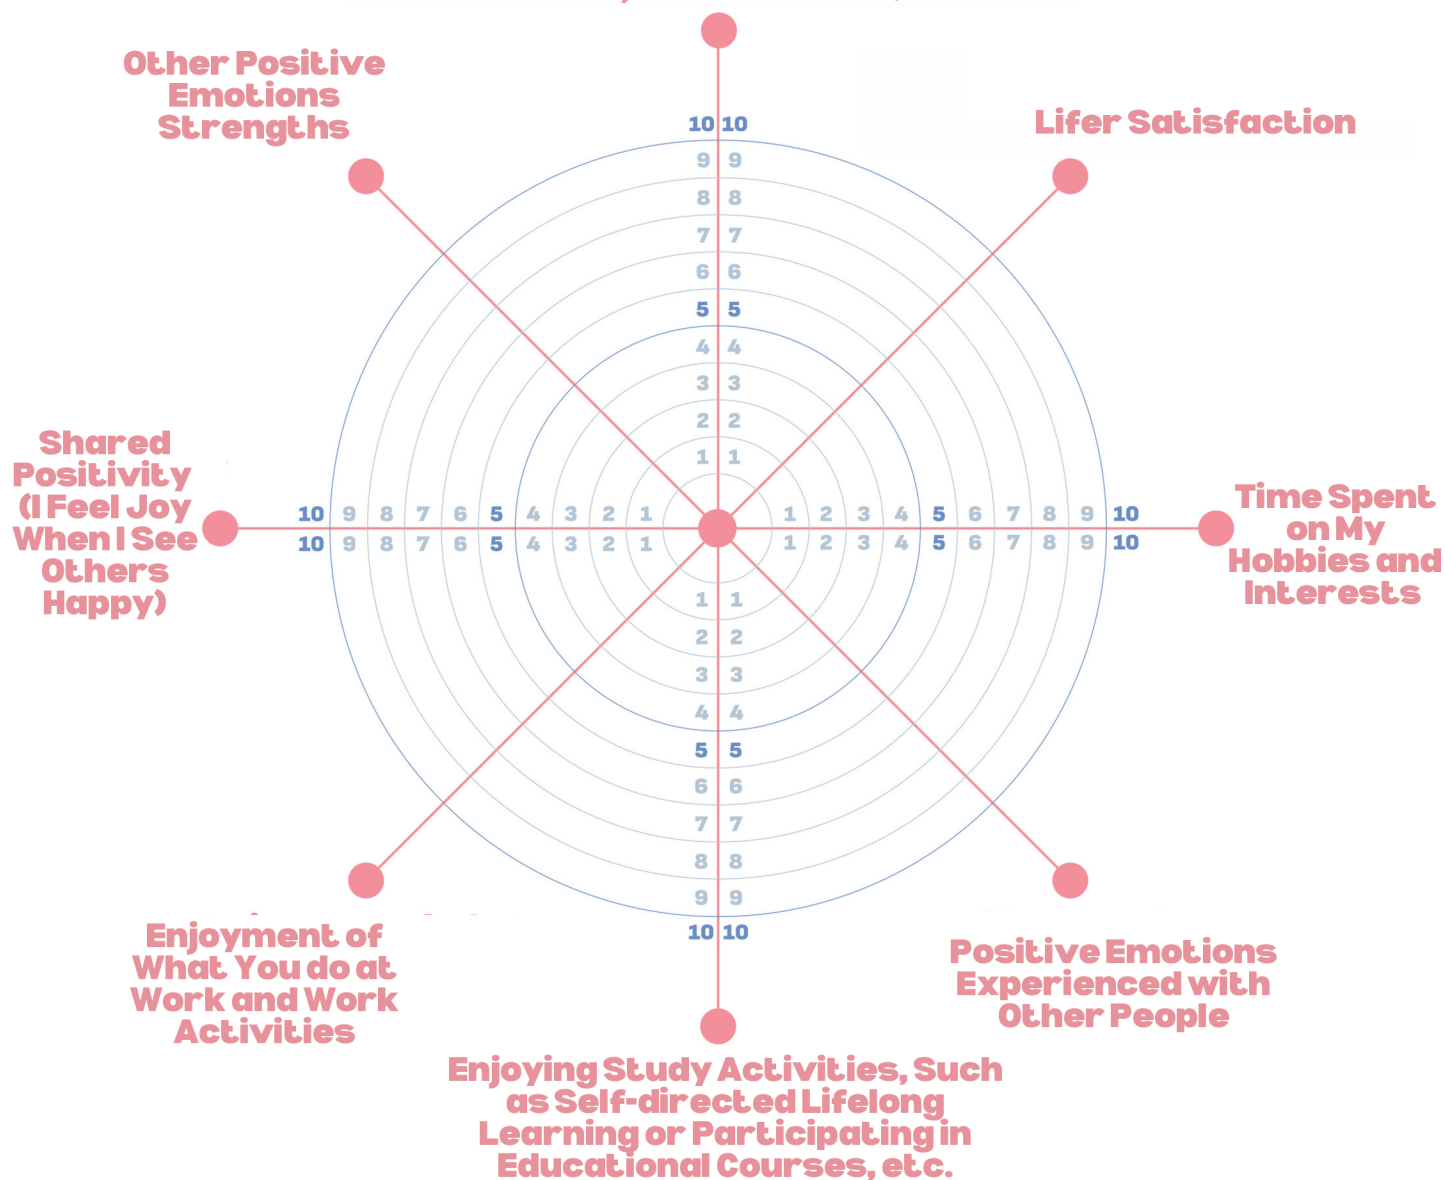 Other Positive
Emotions
Strengths
Lifer Satisfaction
10 10
9 9
8 8
7 7
6 6
5 5
4 4
3 3
2 2
1 1
Shared
Positivity
(I Feel Joy
When I See
Others
Happy)
10 9 8 7 6 5 4 3 2 1 1 2 3 4 5 6 7 8 9 10
10 9 8 7 6 5 4 3 2 1 1 2 3 4 5 6 7 8 9 10
Time Spent
on My
Hobbies and
Interests
1 1
2 2
3 3
4 4
5 5
6 6
7 7
8 8
9 9
10 10
Enjoyment of
What You do at
Work and Work
Activities
Positive Emotions
Experienced with
Other People
Enjoying Study Activities, Such
as Self-directed Lifelong
Learning or Participating in
Educational Courses, etc.